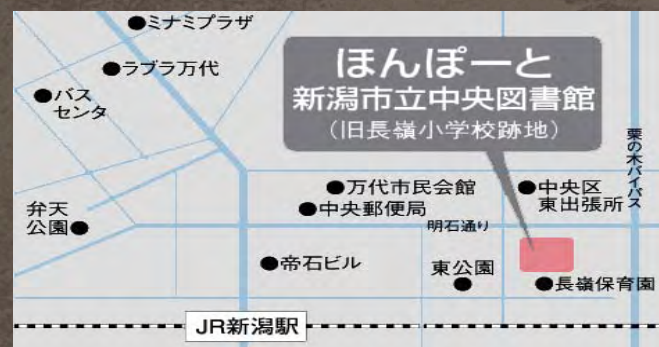 ミナミプラザ
ラブラ万代
バス
センタ
ほんぽーと
新潟市立中央図書館
(旧長嶺小学校跡地)
栗の木バイパス
万代市民会館
中央郵便局
中央区
東出張所
弁天
公園
明石通り
帝石ビル
東公園
長嶺保育園
JR新潟駅